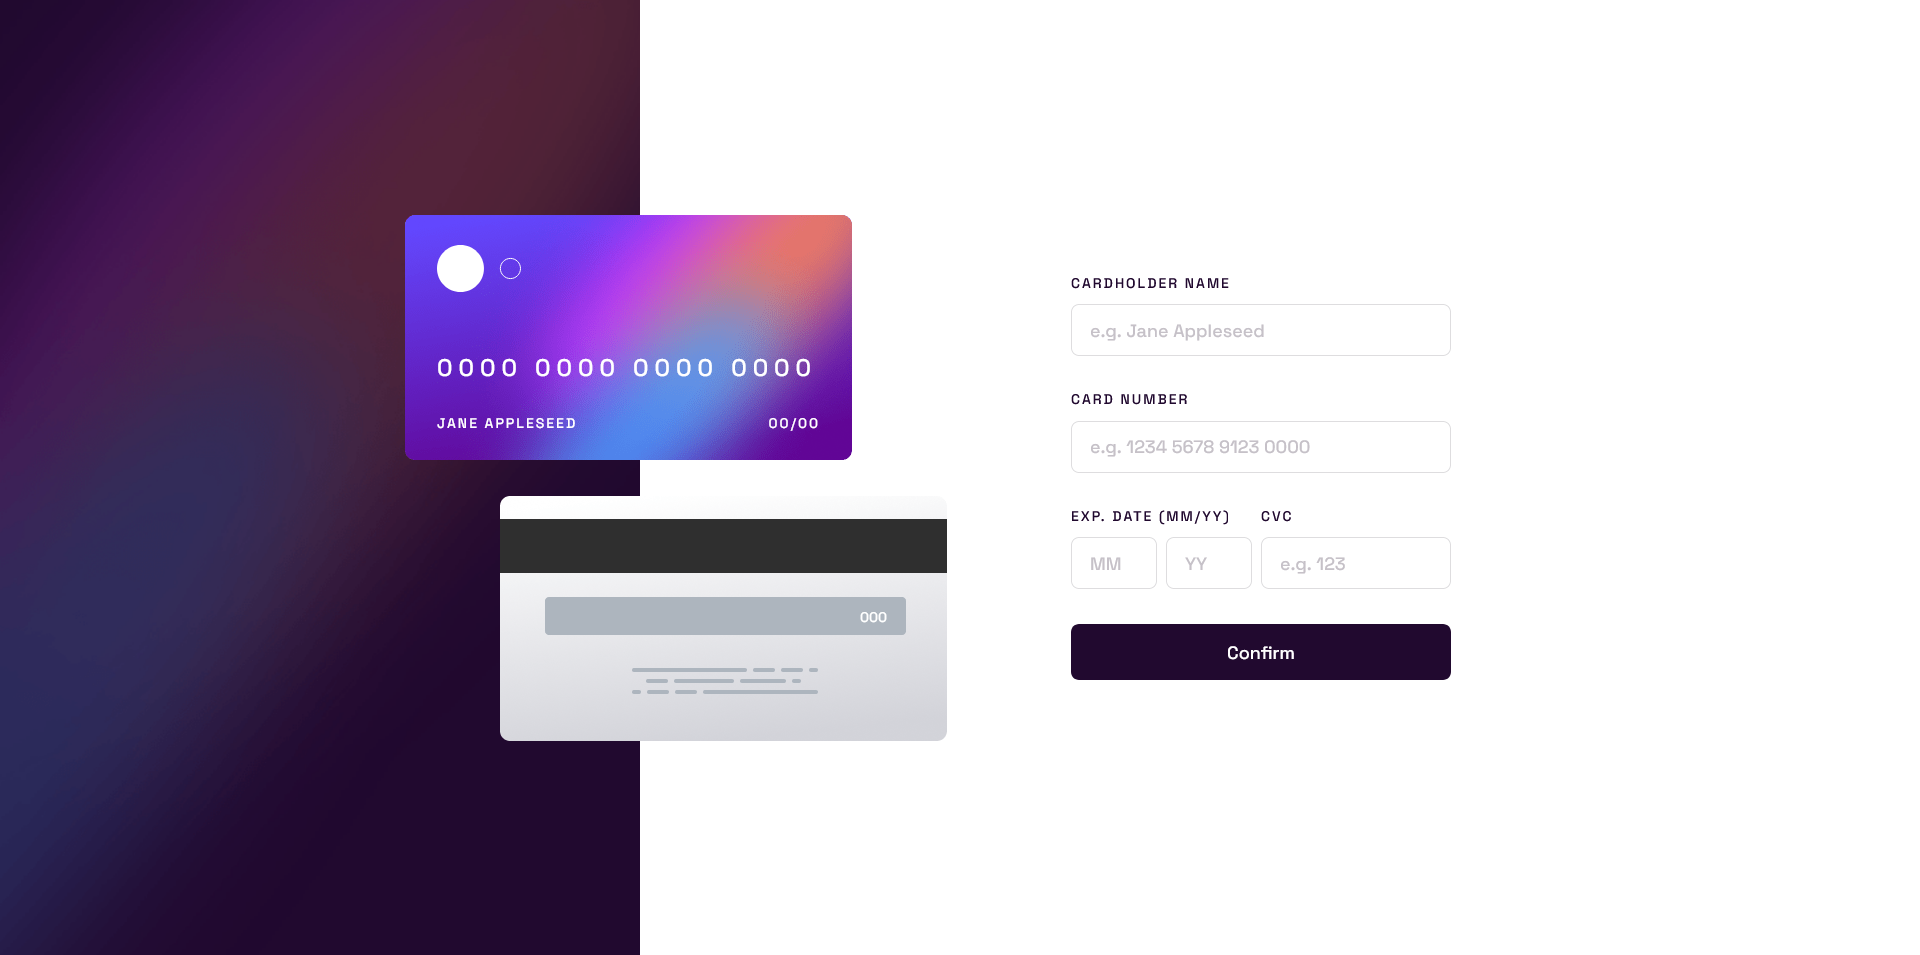 0000 0000 0000 0000
JANE APPLESEED 00/00
000
CARDHOLDER NAME
e.g. Jane Appleseed
CARD NUMBER
e.g. 1234 5678 9123 0000
EXP. DATE (MM/YY) CVC
MM YY e.g. 123
Confirm